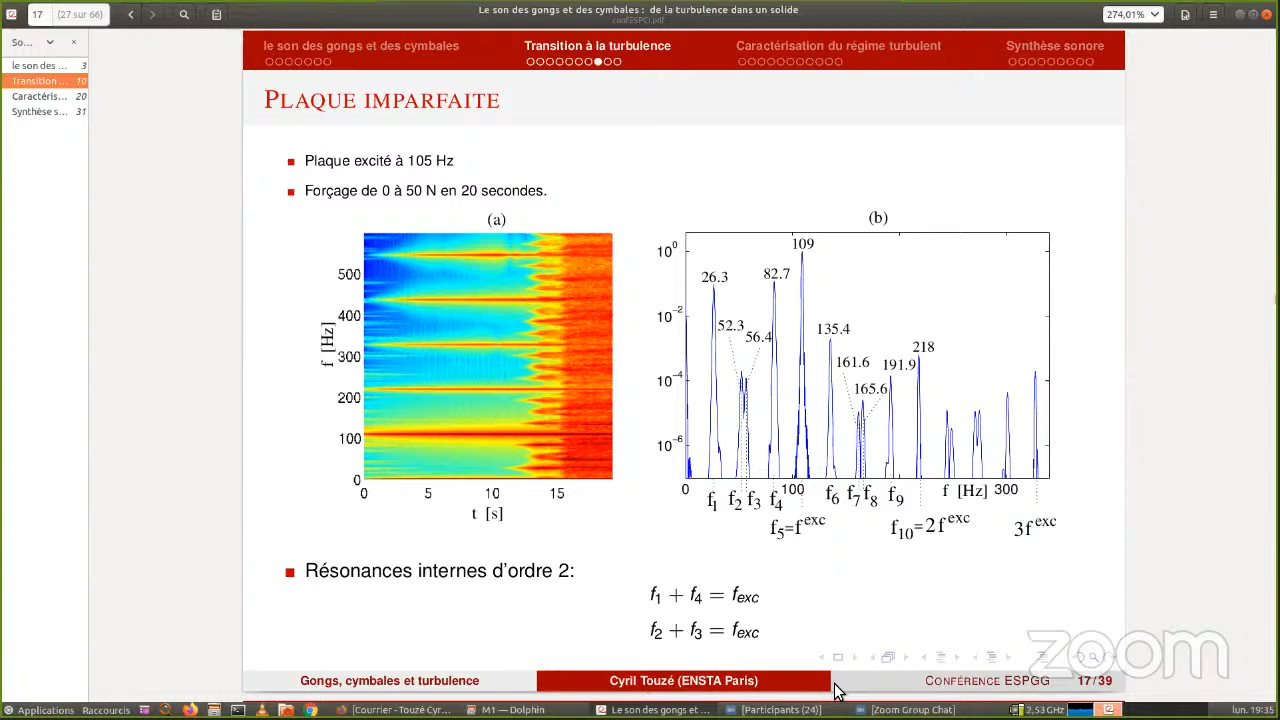 17 (27 sur 66)
Le son des gongs et des cymbales : de la turbulence dans un solide
confESPCI.pdf
274,01%
So...
le son des ... 3
Transition ... 10
Caractéris... 20
Synthése s... 31
le son des gongs et des cymbales Transition à la turbulence Caractérisation du régime turbulent Synthèse sonore
PLAQUE IMPARFAITE
Plaque excité à 105 Hz
Forçage de 0 à 50 N en 20 secondes.
(a)
f [Hz]
500
400
300
200
100
0
0 5 10 15
t [s]
(b)
10^0
10^-2
10^-4
10^-6
109
26.3
82.7
52.3
56.4
135.4
161.6
165.6
191.9
218
0 100 f [Hz] 300
f1 f2 f3 f4 f6 f7 f8 f9
f5=f^exc f10=2f^exc 3f^exc
Résonances internes d'ordre 2:
f1 + f4 = fexc
f2 + f3 = fexc
zoom
Gongs, cymbales et turbulence Cyril Touzé (ENSTA Paris) CONFÉRENCE ESPGG 17/39
Applications Raccourcis [Courrier - Touzé Cyr... M1 — Dolphin Le son des gongs et ... [Participants (24)] [Zoom Group Chat] 2,53 GHz lun. 19:35